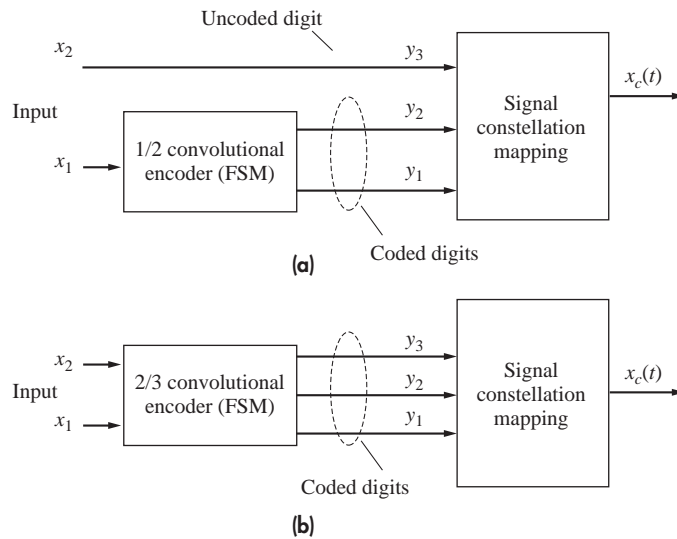 Uncoded digit
x2
y3
xc(t)
Input
y2
Signal
constellation
mapping
1/2 convolutional
encoder (FSM)
x1
y1
Coded digits
(a)
x2
y3
xc(t)
Input
2/3 convolutional
encoder (FSM)
y2
Signal
constellation
mapping
x1
y1
Coded digits
(b)